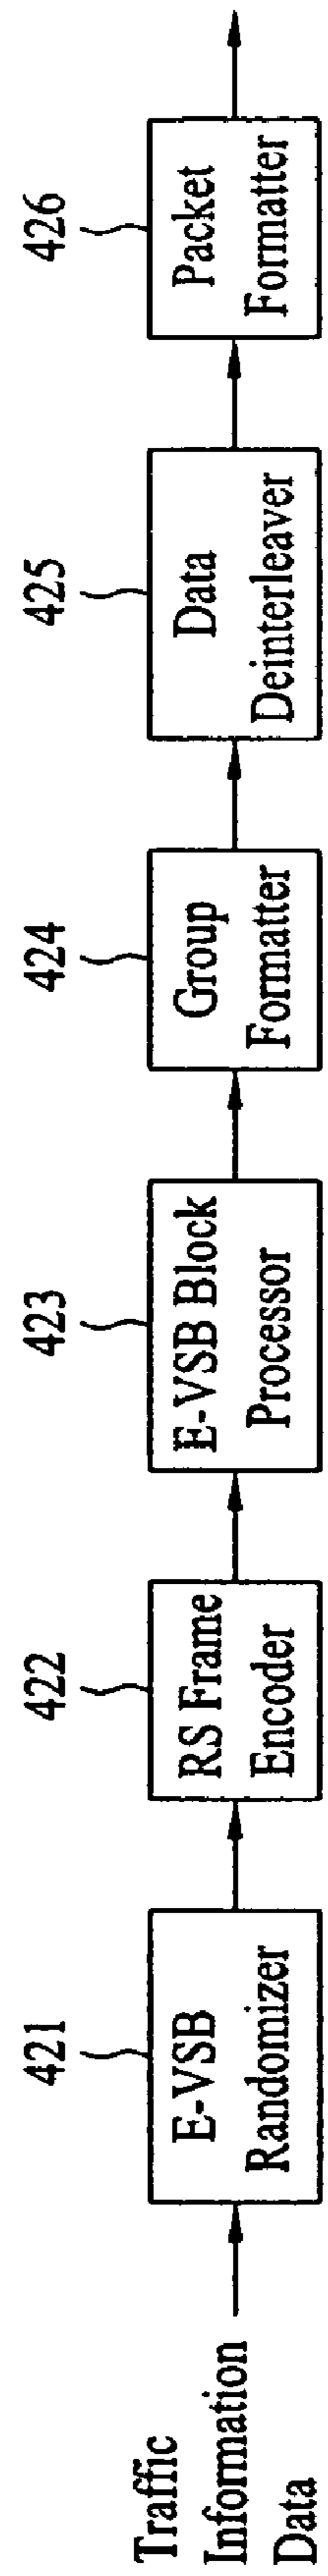 Traffic
Information
Data
421
E-VSB
Randomizer
422
RS Frame
Encoder
423
E-VSB Block
Processor
424
Group
Formatter
425
Data
Deinterleaver
426
Packet
Formatter